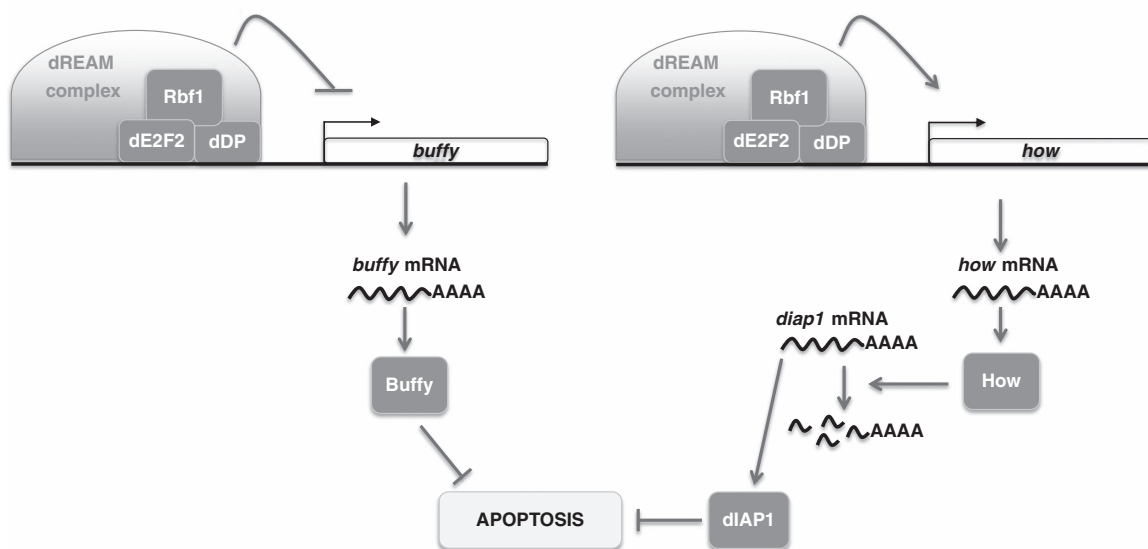 dREAM
complex
Rbf1
dE2F2
dDP
buffy
buffy mRNA
AAAA
Buffy
dREAM
complex
Rbf1
dE2F2
dDP
how
how mRNA
AAAA
diap1 mRNA
AAAA
How
AAAA
APOPTOSIS
dIAP1